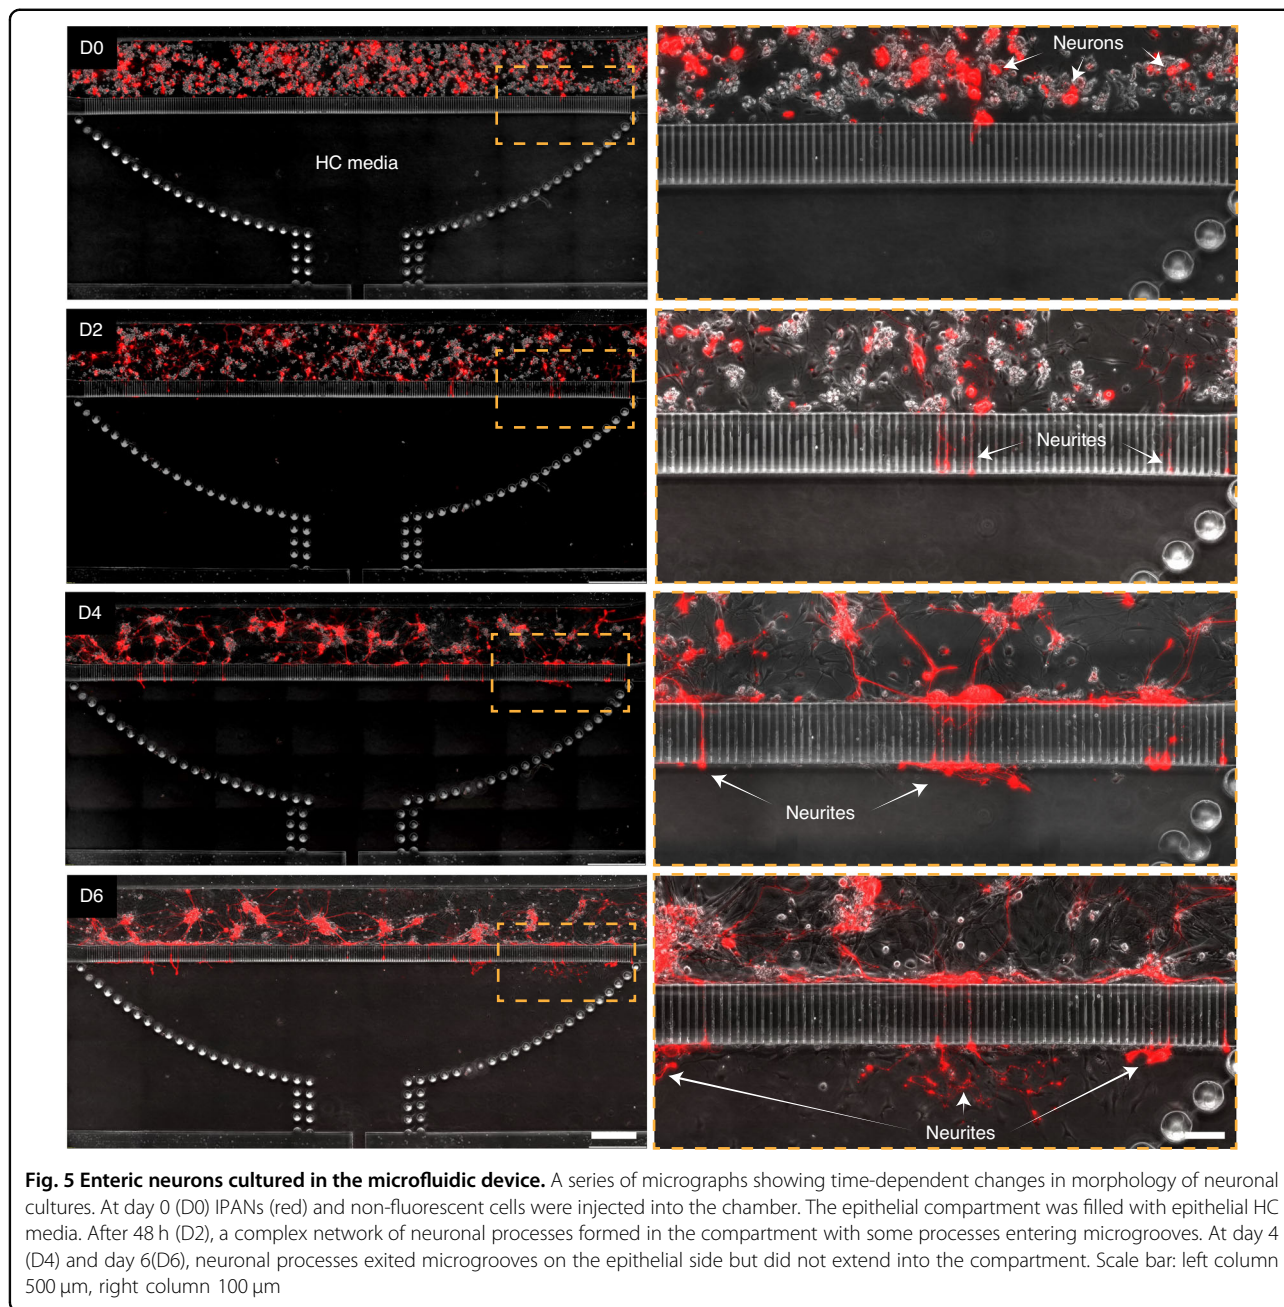 D0
HC media
Neurons
D2
Neurites
D4
Neurites
D6
Neurites
Fig. 5 Enteric neurons cultured in the microfluidic device. A series of micrographs showing time-dependent changes in morphology of neuronal
cultures. At day 0 (D0) IPANs (red) and non-fluorescent cells were injected into the chamber. The epithelial compartment was filled with epithelial HC
media. After 48 h (D2), a complex network of neuronal processes formed in the compartment with some processes entering microgrooves. At day 4
(D4) and day 6(D6), neuronal processes exited microgrooves on the epithelial side but did not extend into the compartment. Scale bar: left column
500 µm, right column 100 µm